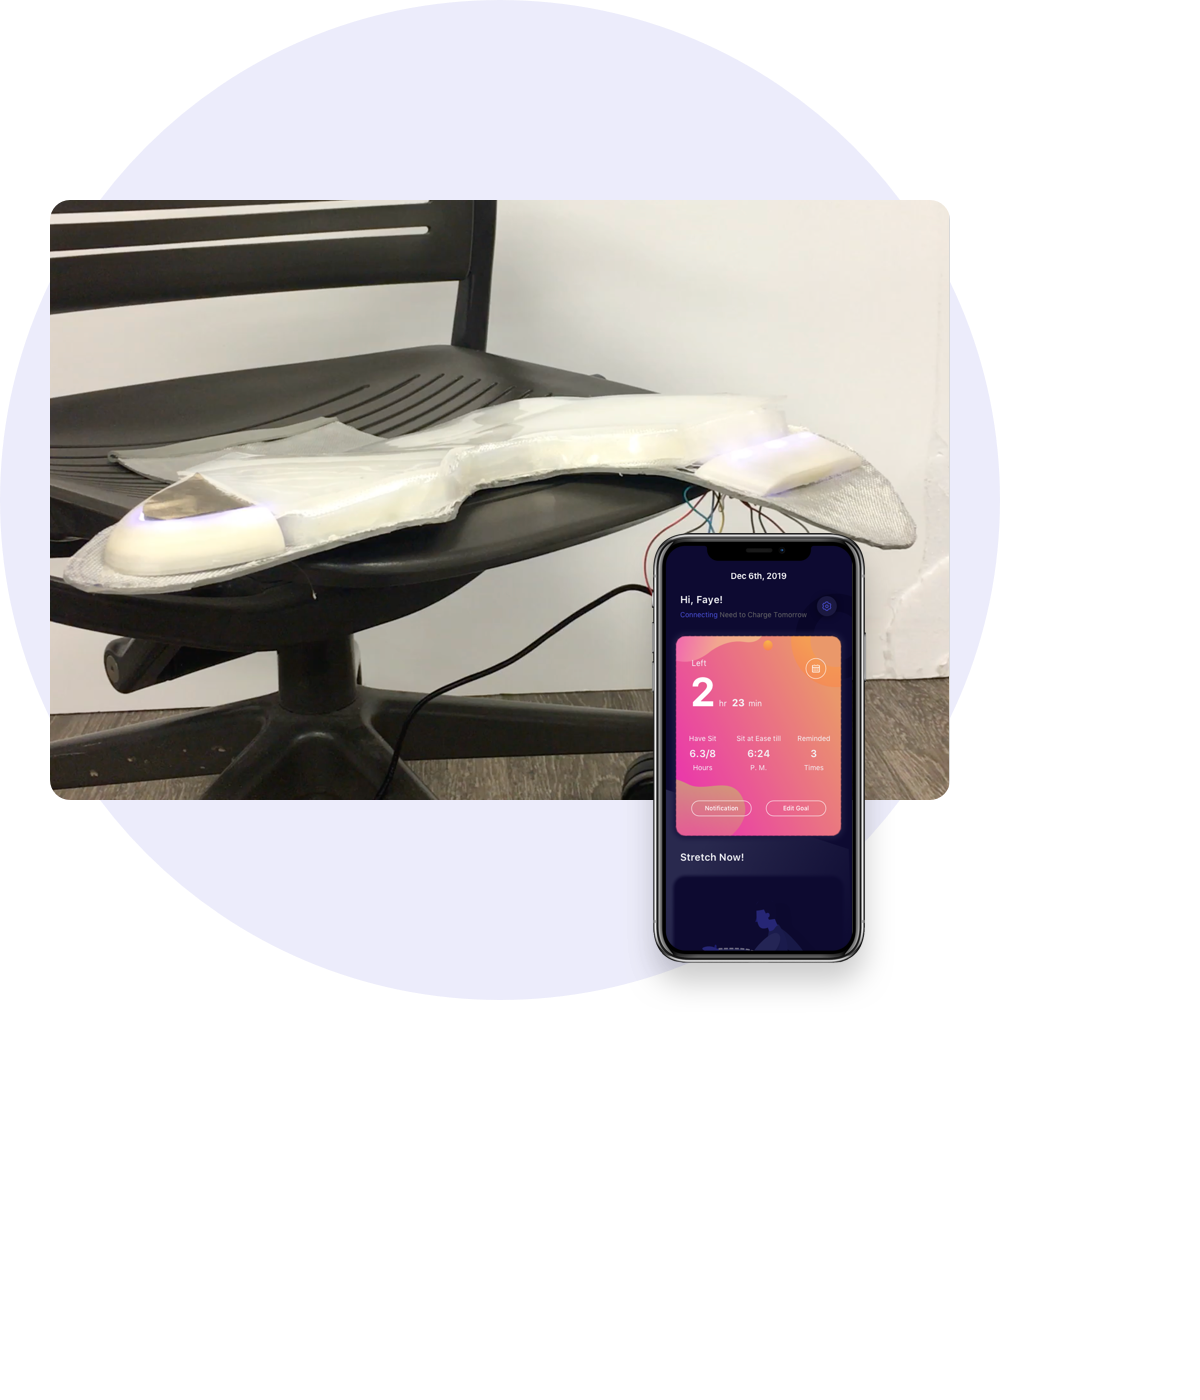 Dec 6th, 2019
Hi, Faye!
Connecting Need to Charge Tomorrow
Left
2 hr 23 min
Have Sit Sit at Ease till Reminded
6.3/8 6:24 3
Hours P. M. Times
Notification Edit Goal
Stretch Now!